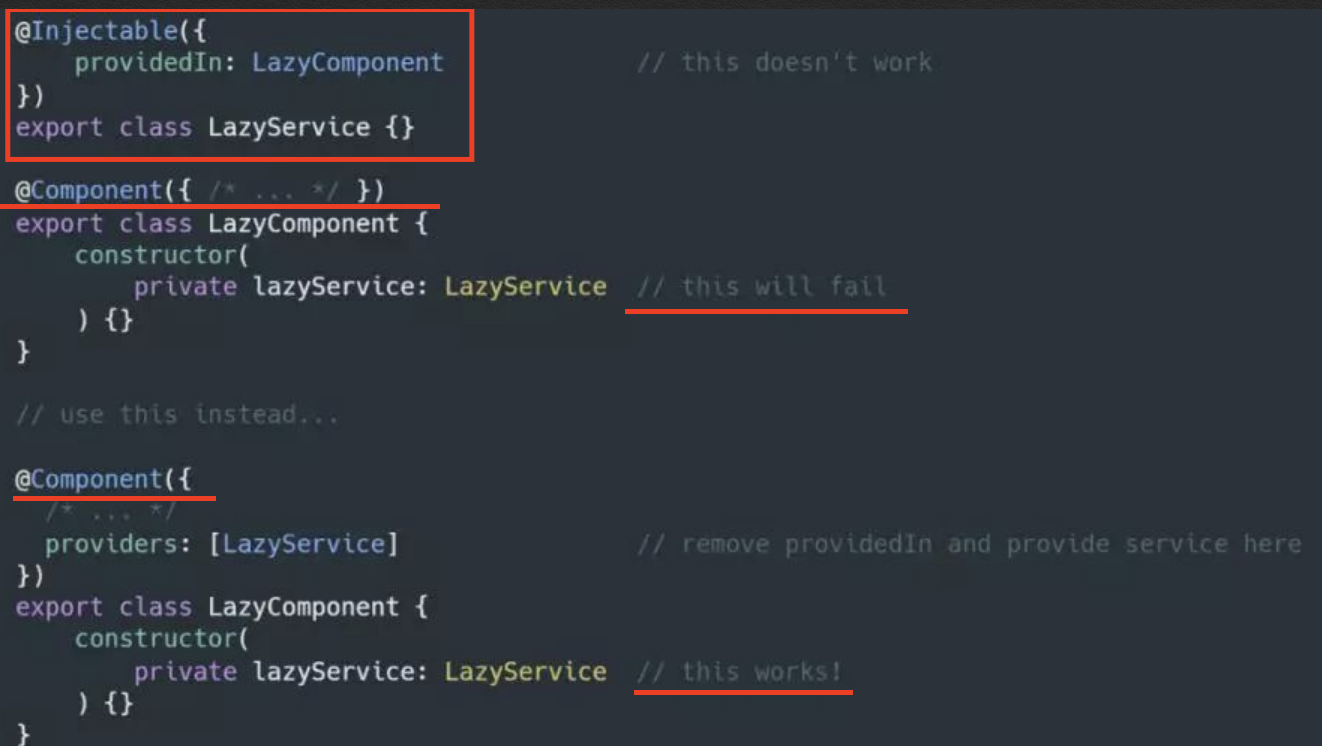 @Injectable({
    providedIn: LazyComponent             // this doesn't work
})
export class LazyService {}
@Component({ /* ... */ })
export class LazyComponent {
    constructor(
        private lazyService: LazyService  // this will fail
    ) {}
}
// use this instead...
@Component({
  /* ... */
  providers: [LazyService]                // remove providedIn and provide service here
})
export class LazyComponent {
    constructor(
        private lazyService: LazyService  // this works!
    ) {}
}